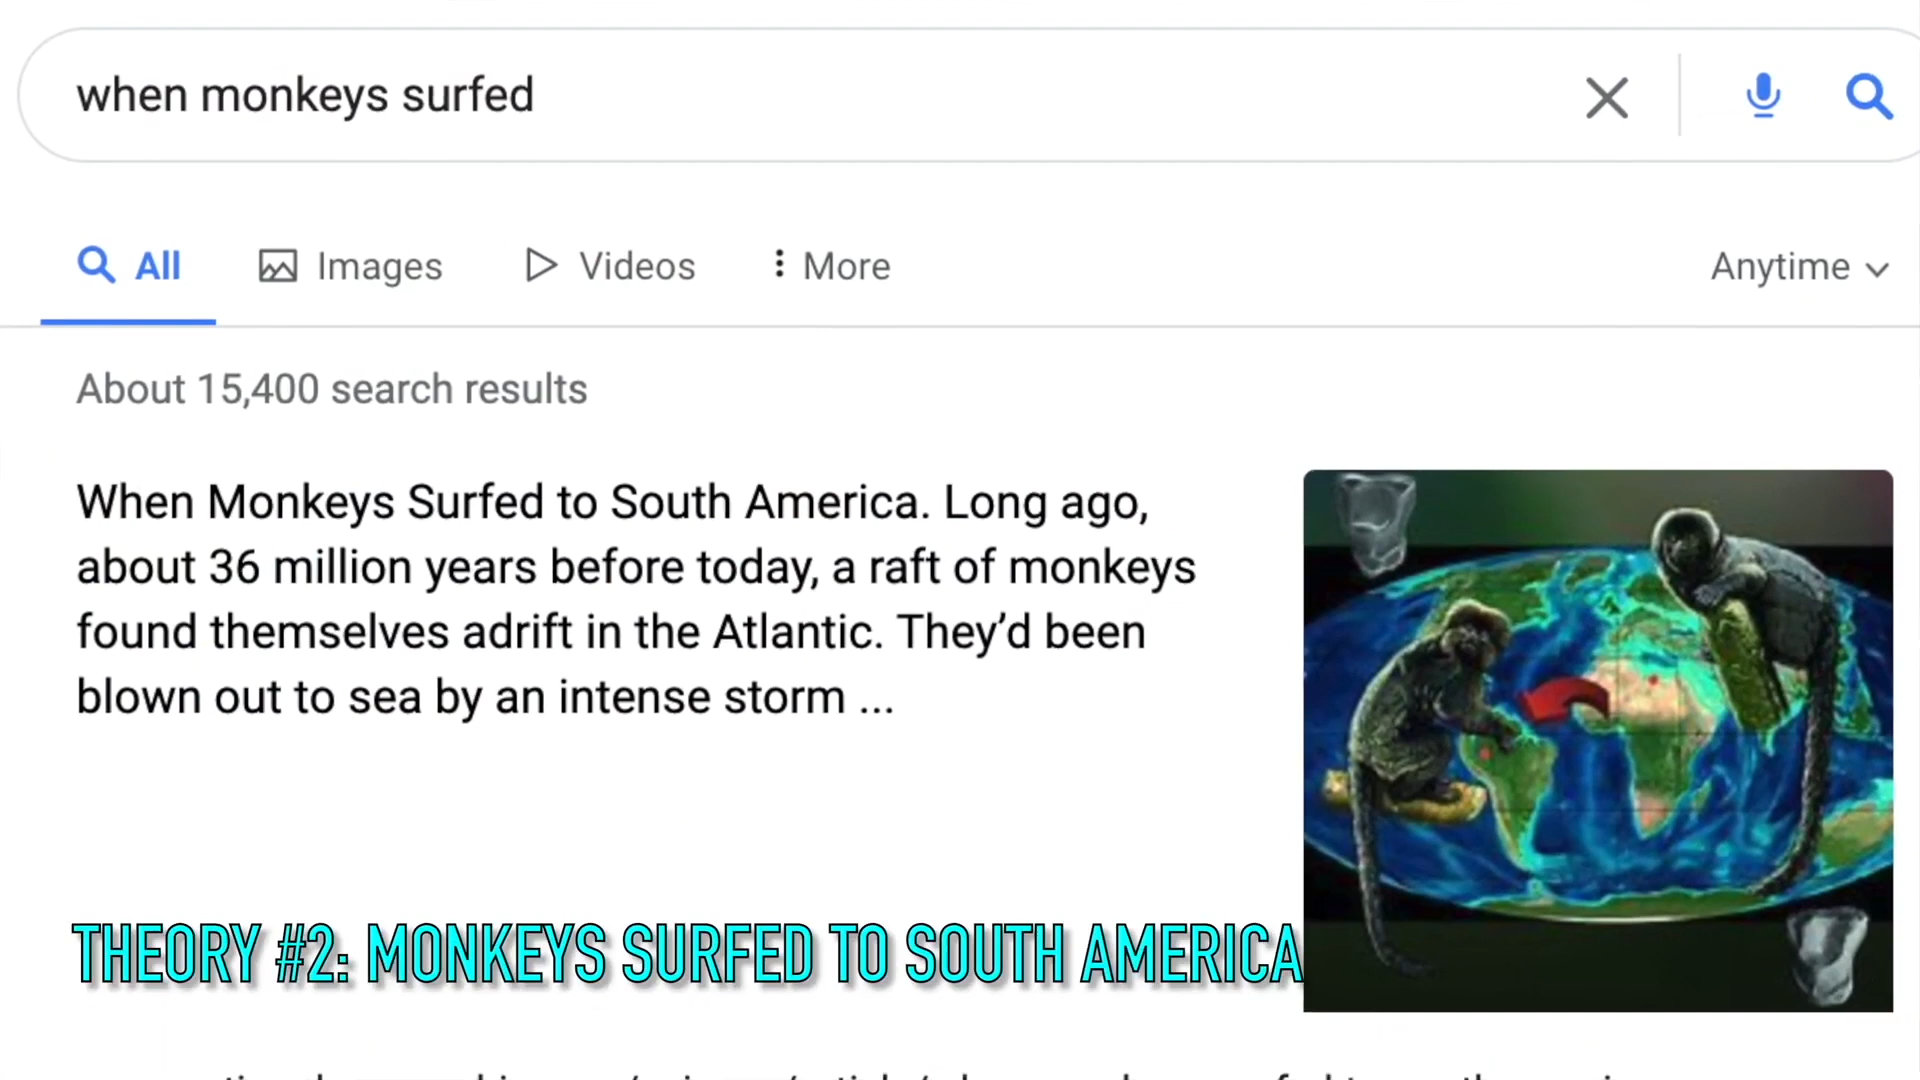 when monkeys surfed
All
Images
Videos
More
Anytime
About 15,400 search results
When Monkeys Surfed to South America. Long ago,
about 36 million years before today, a raft of monkeys
found themselves adrift in the Atlantic. They’d been
blown out to sea by an intense storm ...
THEORY #2: MONKEYS SURFED TO SOUTH AMERICA